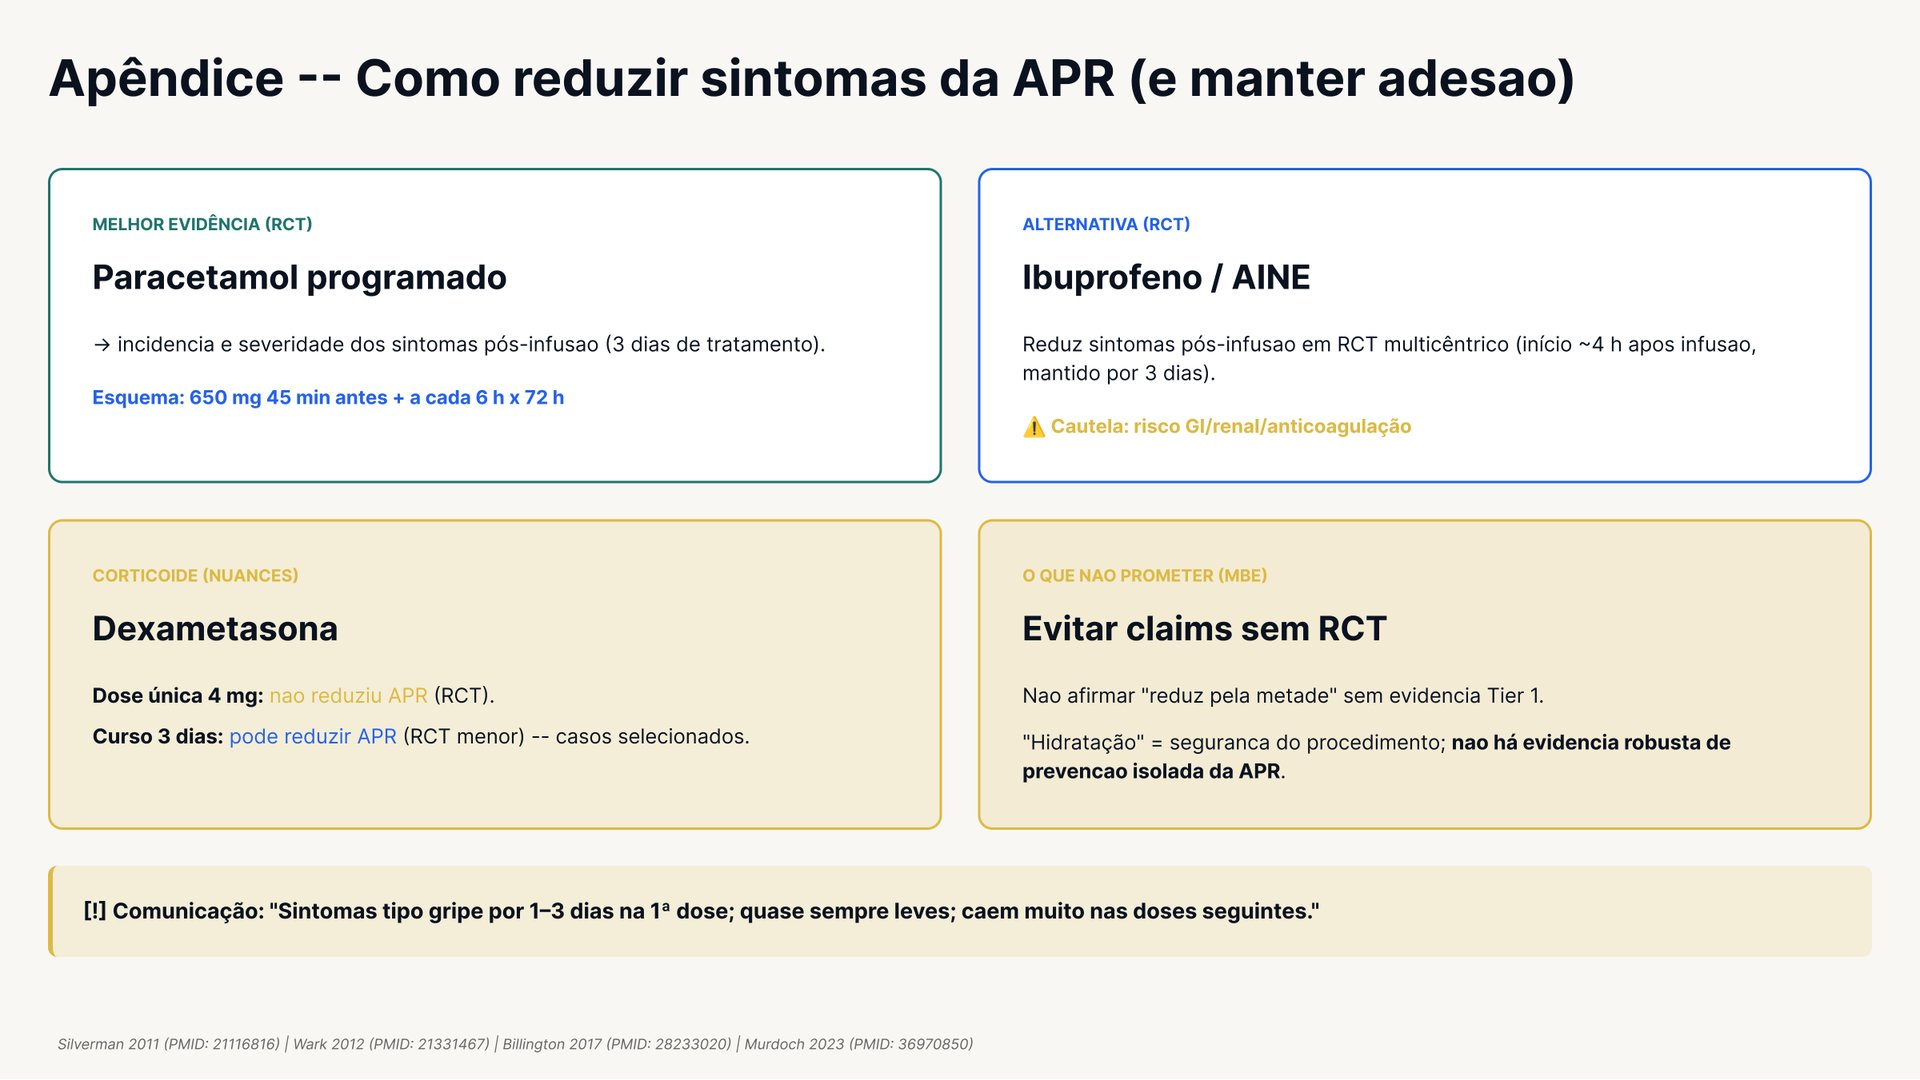 Apêndice -- Como reduzir sintomas da APR (e manter adesao)
MELHOR EVIDÊNCIA (RCT)
Paracetamol programado
→ incidencia e severidade dos sintomas pós-infusao (3 dias de tratamento).
Esquema: 650 mg 45 min antes + a cada 6 h x 72 h
ALTERNATIVA (RCT)
Ibuprofeno / AINE
Reduz sintomas pós-infusao em RCT multicêntrico (início ~4 h apos infusao,
mantido por 3 dias).
⚠️ Cautela: risco GI/renal/anticoagulação
CORTICOIDE (NUANCES)
Dexametasona
Dose única 4 mg: nao reduziu APR (RCT).
Curso 3 dias: pode reduzir APR (RCT menor) -- casos selecionados.
O QUE NAO PROMETER (MBE)
Evitar claims sem RCT
Nao afirmar "reduz pela metade" sem evidencia Tier 1.
"Hidratação" = seguranca do procedimento; nao há evidencia robusta de
prevencao isolada da APR.
[!] Comunicação: "Sintomas tipo gripe por 1–3 dias na 1ª dose; quase sempre leves; caem muito nas doses seguintes."
Silverman 2011 (PMID: 21116816) | Wark 2012 (PMID: 21331467) | Billington 2017 (PMID: 28233020) | Murdoch 2023 (PMID: 36970850)